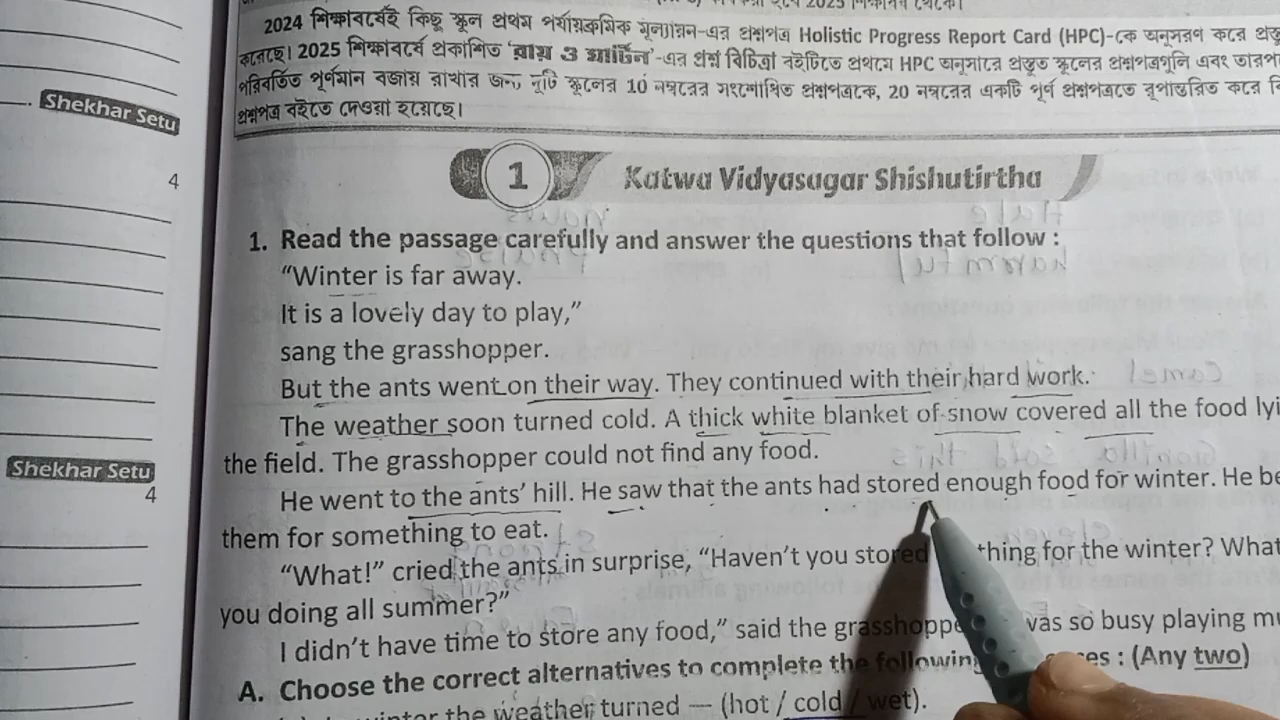 2024 শিক্ষাবর্ষেই কিছু স্কুল প্রথম পর্যায়ক্রমিক মূল্যায়ন-এর প্রশ্নপত্র Holistic Progress Report Card (HPC)-কে অনুসরণ করে
করেছে। 2025 শিক্ষাবর্ষে প্রকাশিত ‘রায় ও মার্টিন’-এর প্রশ্ন বিচিত্রা বইটিতে প্রথমে HPC অনুসারে প্রস্তুত স্কুলের প্রশ্নপত্রগুলি এবং
পরিবর্তিত পূর্ণমান বজায় রাখার জন্য দুটি স্কুলের 10 নম্বরের সংশোধিত প্রশ্নপত্রকে, 20 নম্বরের একটি পূর্ণ প্রশ্নপত্রতে রূপান্তরিত করে
প্রশ্নপত্র বইতে দেওয়া হয়েছে।
Shekhar Setu
4
1 Katwa Vidyasagar Shishutirtha
1. Read the passage carefully and answer the questions that follow :
“Winter is far away.
It is a lovely day to play,”
sang the grasshopper.
But the ants went on their way. They continued with their hard work.
The weather soon turned cold. A thick white blanket of snow covered all the food lyi
the field. The grasshopper could not find any food.
Shekhar Setu
4
He went to the ants’ hill. He saw that the ants had stored enough food for winter. He be
them for something to eat.
“What!” cried the ants in surprise, “Haven’t you stored thing for the winter? What
you doing all summer?”
I didn’t have time to store any food,” said the grasshoppe was so busy playing mu
A. Choose the correct alternatives to complete the following : (Any two)
the weather turned — (hot / cold / wet).